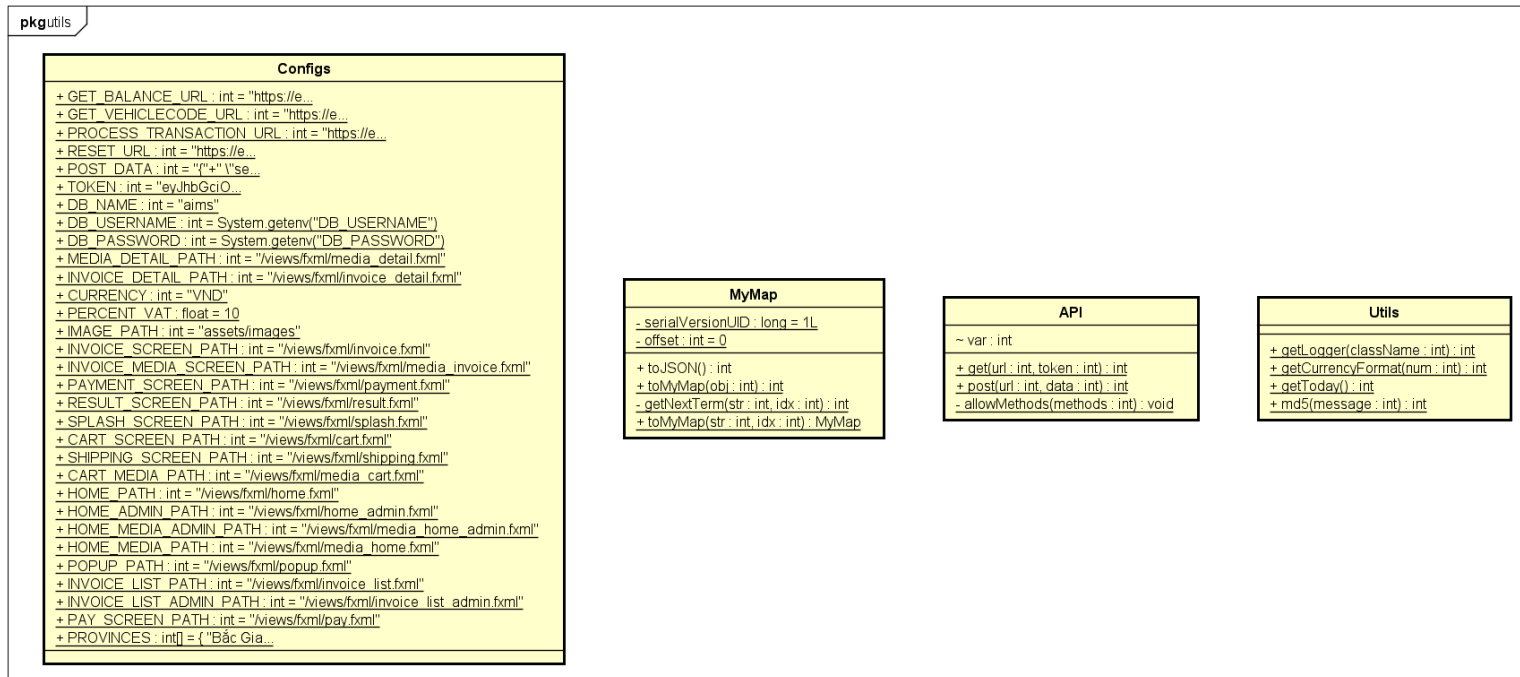 pkg utils
Configs
+ GET_BALANCE_URL : int = "https://e...
+ GET_VEHICLECODE_URL : int = "https://e...
+ PROCESS_TRANSACTION_URL : int = "https://e...
+ RESET_URL : int = "https://e...
+ POST_DATA : int = "{"+" \"se...
+ TOKEN : int = "eyJhbGciO...
+ DB_NAME : int = "aims"
+ DB_USERNAME : int = System.getenv("DB_USERNAME")
+ DB_PASSWORD : int = System.getenv("DB_PASSWORD")
+ MEDIA_DETAIL_PATH : int = "/views/fxml/media_detail.fxml"
+ INVOICE_DETAIL_PATH : int = "/views/fxml/invoice_detail.fxml"
+ CURRENCY : int = "VND"
+ PERCENT_VAT : float = 10
+ IMAGE_PATH : int = "assets/images"
+ INVOICE_SCREEN_PATH : int = "/views/fxml/invoice.fxml"
+ INVOICE_MEDIA_SCREEN_PATH : int = "/views/fxml/media_invoice.fxml"
+ PAYMENT_SCREEN_PATH : int = "/views/fxml/payment.fxml"
+ RESULT_SCREEN_PATH : int = "/views/fxml/result.fxml"
+ SPLASH_SCREEN_PATH : int = "/views/fxml/splash.fxml"
+ CART_SCREEN_PATH : int = "/views/fxml/cart.fxml"
+ SHIPPING_SCREEN_PATH : int = "/views/fxml/shipping.fxml"
+ CART_MEDIA_PATH : int = "/views/fxml/media_cart.fxml"
+ HOME_PATH : int = "/views/fxml/home.fxml"
+ HOME_ADMIN_PATH : int = "/views/fxml/home_admin.fxml"
+ HOME_MEDIA_ADMIN_PATH : int = "/views/fxml/media_home_admin.fxml"
+ HOME_MEDIA_PATH : int = "/views/fxml/media_home.fxml"
+ POPUP_PATH : int = "/views/fxml/popup.fxml"
+ INVOICE_LIST_PATH : int = "/views/fxml/invoice_list.fxml"
+ INVOICE_LIST_ADMIN_PATH : int = "/views/fxml/invoice_list_admin.fxml"
+ PAY_SCREEN_PATH : int = "/views/fxml/pay.fxml"
+ PROVINCES : int[] = { "Bắc Gia...
MyMap
- serialVersionUID : long = 1L
- offset : int = 0
+ toJSON() : int
+ toMyMap(obj : int) : int
- getNextTerm(str : int, idx : int) : int
+ toMyMap(str : int, idx : int) : MyMap
API
~ var : int
+ get(url : int, token : int) : int
+ post(url : int, data : int) : int
- allowMethods(methods : int) : void
Utils
+ getLogger(className : int) : int
+ getCurrencyFormat(num : int) : int
+ getToday() : int
+ md5(message : int) : int